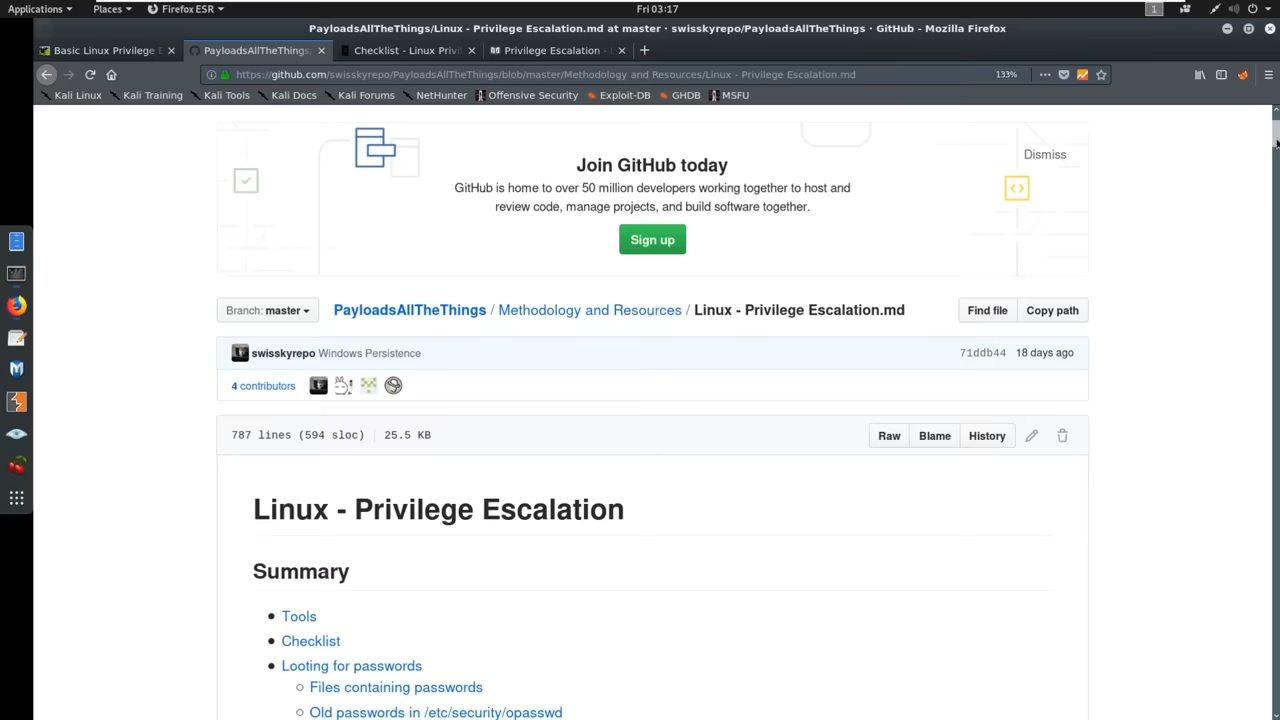 Applications Places Firefox ESR Fri 03:17 1
PayloadsAllTheThings/Linux - Privilege Escalation.md at master · swisskyrepo/PayloadsAllTheThings · GitHub - Mozilla Firefox
Basic Linux Privilege E PayloadsAllTheThings Checklist - Linux Privil Privilege Escalation -
https://github.com/swisskyrepo/PayloadsAllTheThings/blob/master/Methodology and Resources/Linux - Privilege Escalation.md 133%
Kali Linux Kali Training Kali Tools Kali Docs Kali Forums NetHunter Offensive Security Exploit-DB GHDB MSFU
Join GitHub today
Dismiss
GitHub is home to over 50 million developers working together to host and
review code, manage projects, and build software together.
Sign up
Branch: master PayloadsAllTheThings / Methodology and Resources / Linux - Privilege Escalation.md Find file Copy path
swisskyrepo Windows Persistence 71ddb44 18 days ago
4 contributors
787 lines (594 sloc) 25.5 KB Raw Blame History
Linux - Privilege Escalation
Summary
Tools
Checklist
Looting for passwords
Files containing passwords
Old passwords in /etc/security/opasswd